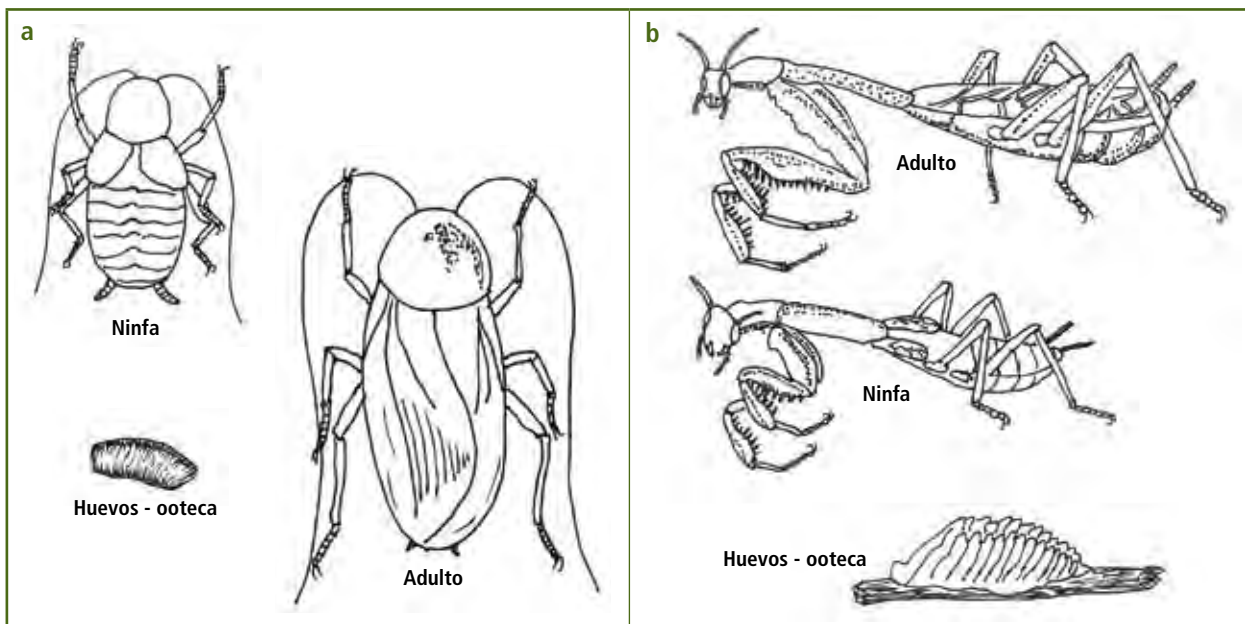 a
Ninfa
Huevos - ooteca
Adulto
b
Adulto
Ninfa
Huevos - ooteca